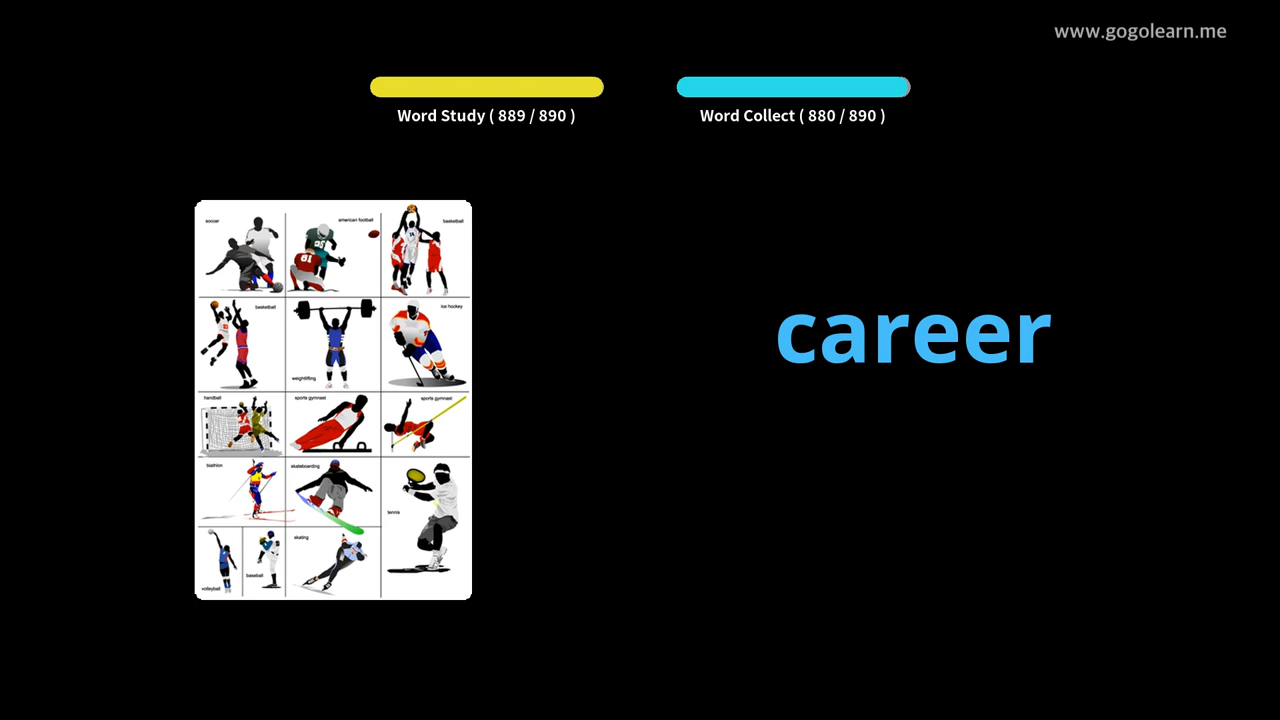 www.gogolearn.me
Word Study ( 889 / 890 )
Word Collect ( 880 / 890 )
soccer
american football
basketball
basketball
weightlifting
ice hockey
handball
sports gymnast
sports gymnast
biathlon
skateboarding
tennis
volleyball
baseball
skating
career